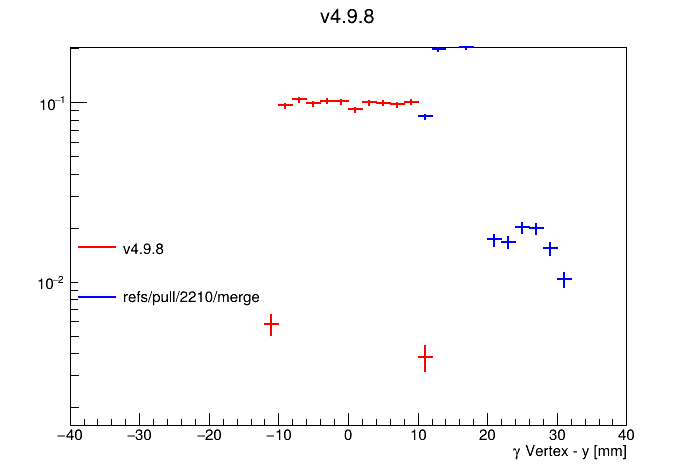 v4.9.8
10⁻¹
v4.9.8
10⁻²
refs/pull/2210/merge
−40 −30 −20 −10 0 10 20 30 40
γ Vertex - y [mm]